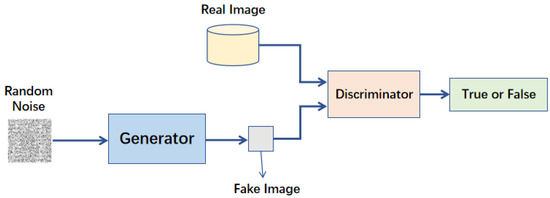 Real Image
Random
Noise
Generator
Fake Image
Discriminator
True or False